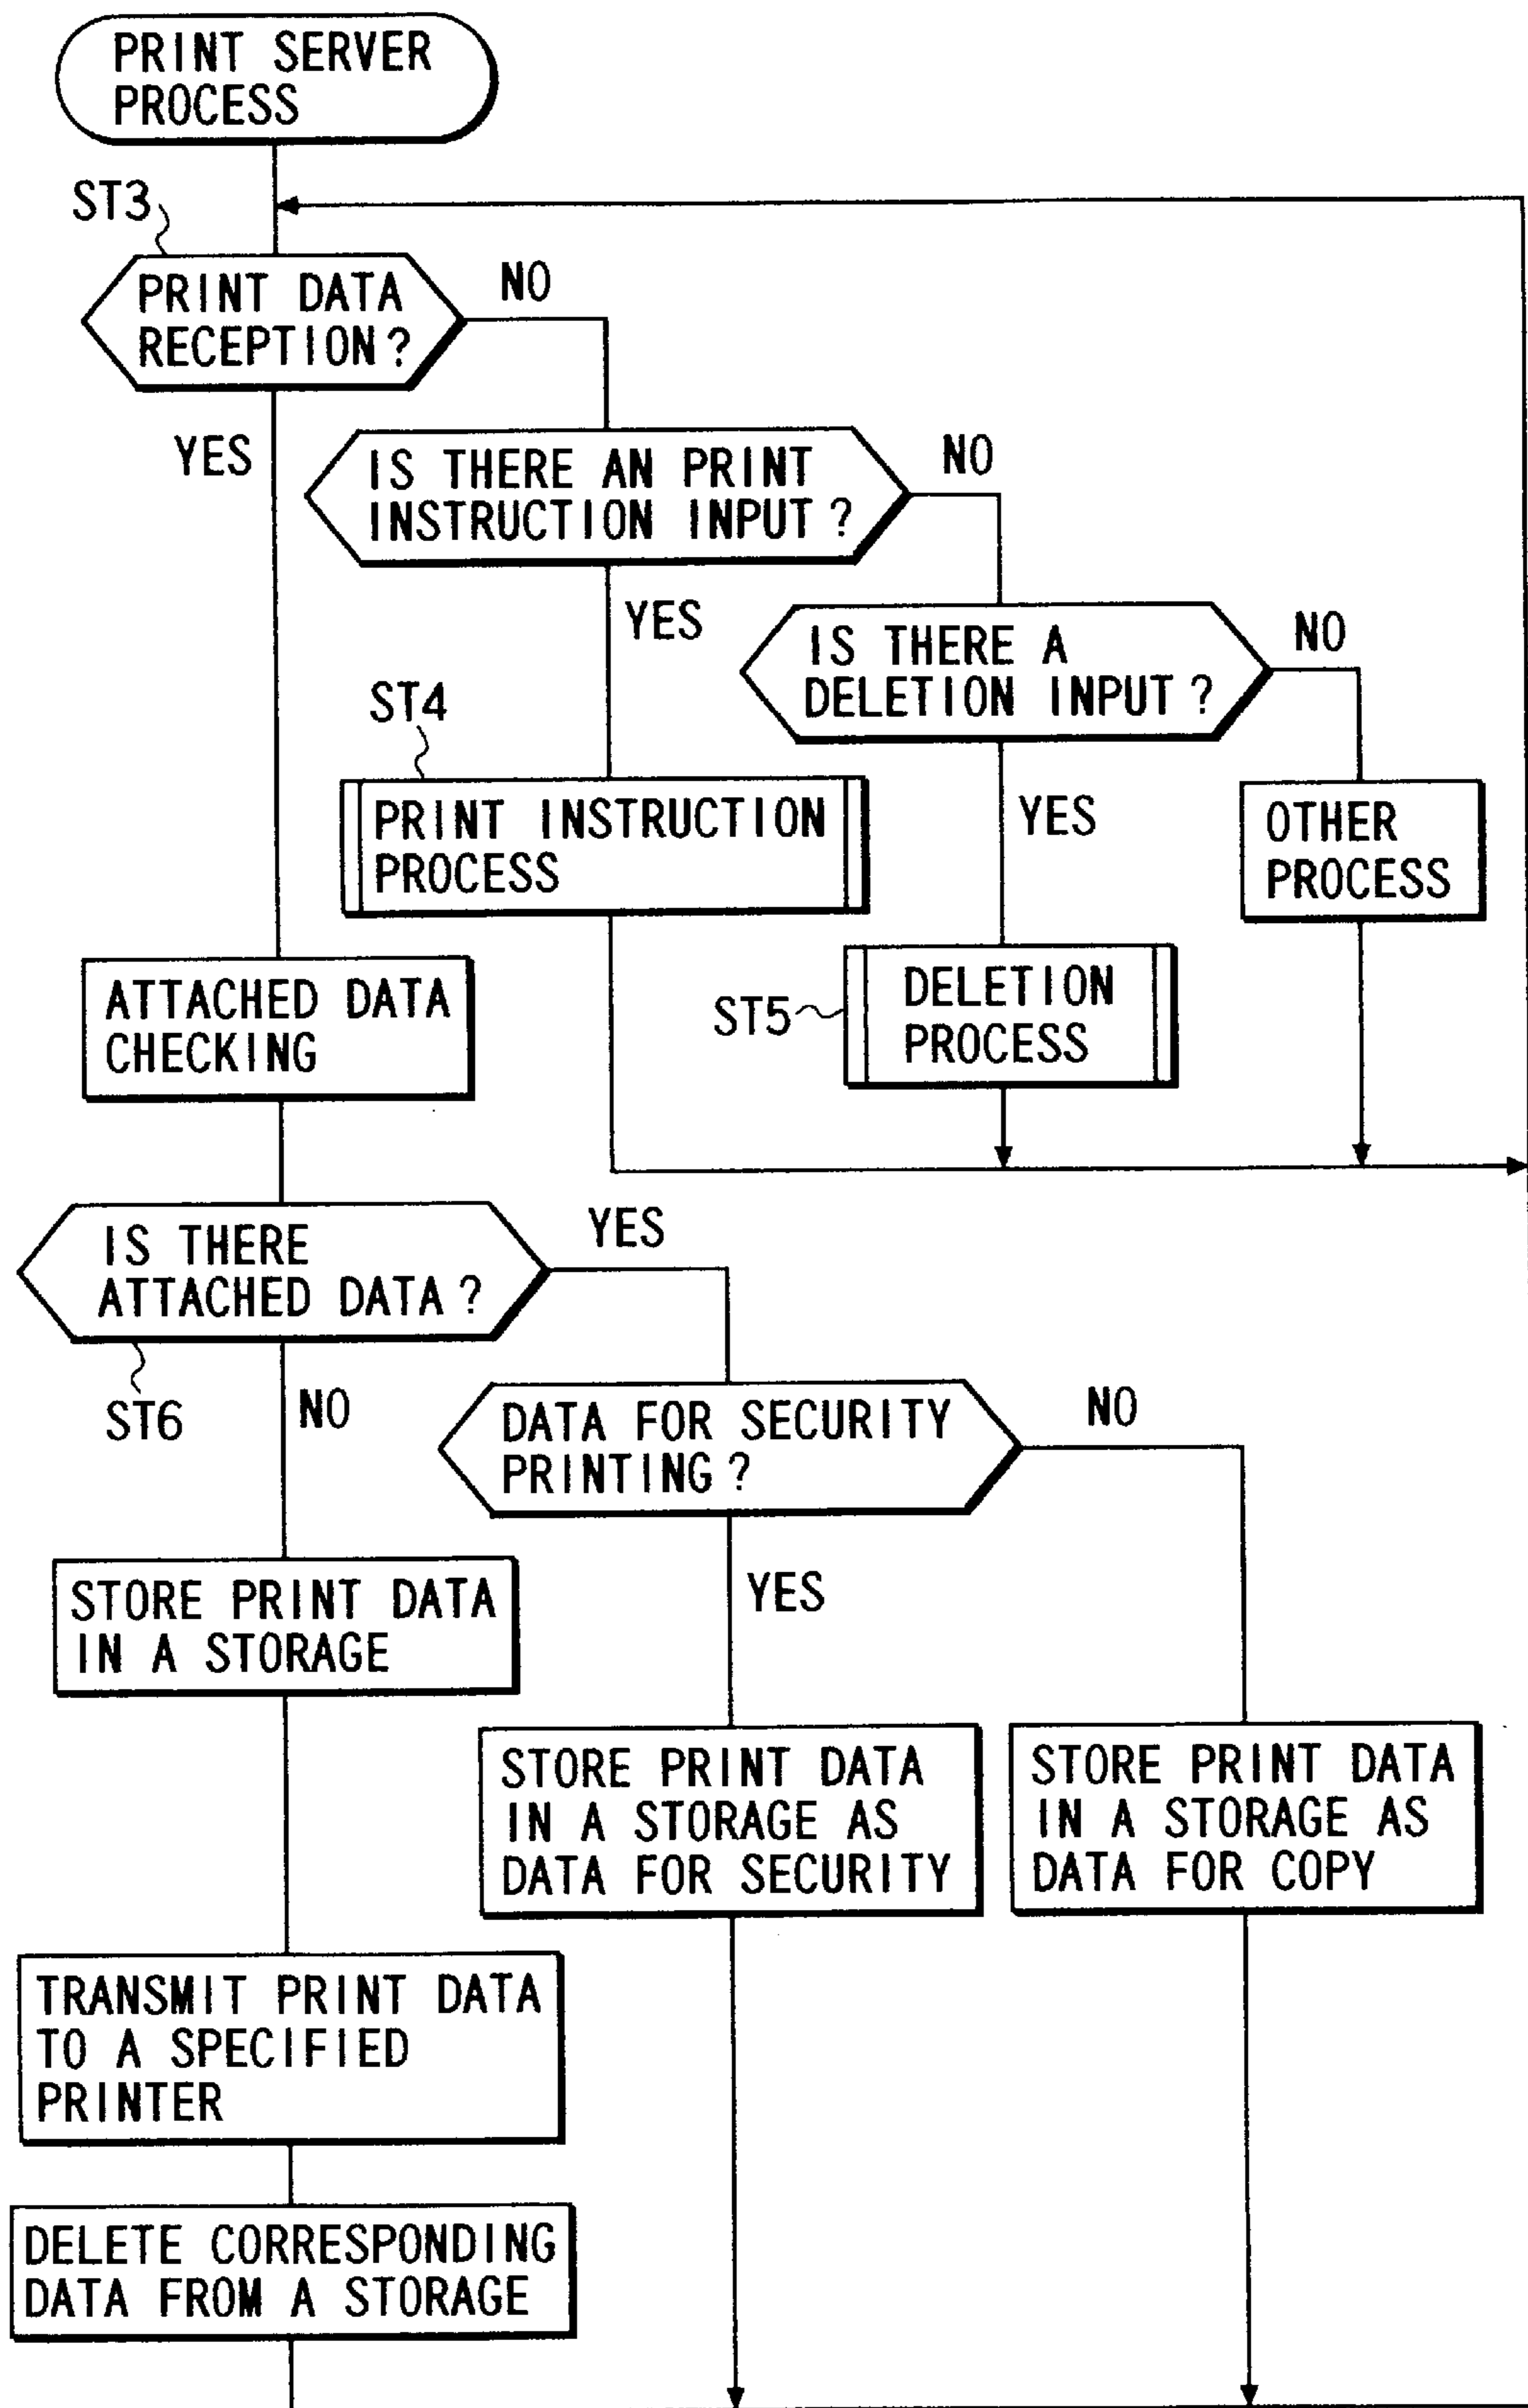 PRINT SERVER
PROCESS
ST3
PRINT DATA
RECEPTION?
NO
YES
IS THERE AN PRINT
INSTRUCTION INPUT?
NO
YES
IS THERE A
DELETION INPUT?
NO
ST4
PRINT INSTRUCTION
PROCESS
YES
OTHER
PROCESS
ATTACHED DATA
CHECKING
ST5
DELETION
PROCESS
IS THERE
ATTACHED DATA?
YES
ST6
NO
DATA FOR SECURITY
PRINTING?
NO
STORE PRINT DATA
IN A STORAGE
YES
STORE PRINT DATA
IN A STORAGE AS
DATA FOR SECURITY
STORE PRINT DATA
IN A STORAGE AS
DATA FOR COPY
TRANSMIT PRINT DATA
TO A SPECIFIED
PRINTER
DELETE CORRESPONDING
DATA FROM A STORAGE